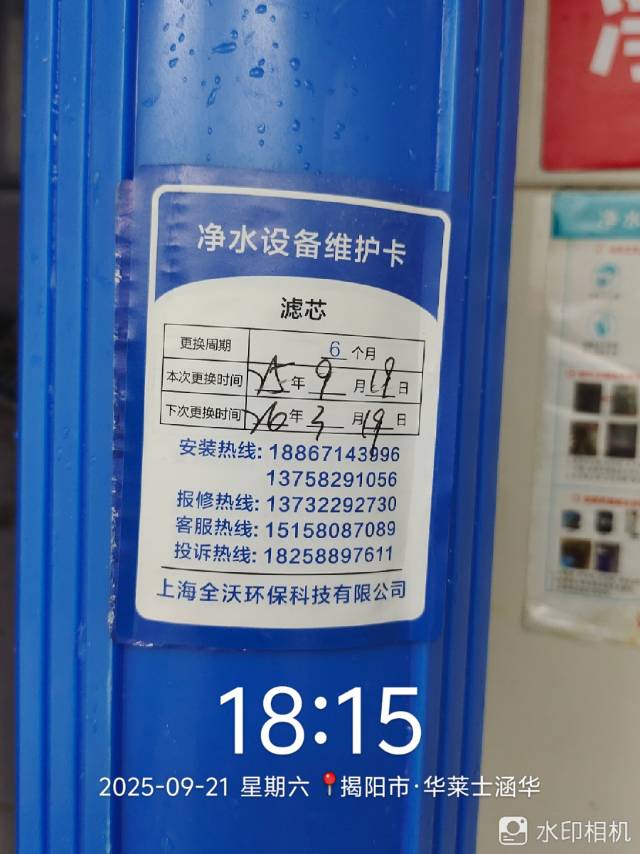 净水设备维护卡
滤芯
更换周期 6 个月
本次更换时间 25年 9 月 19 日
下次更换时间 年 3 月 19 日
安装热线: 18867143996
13758291056
报修热线: 13732292730
客服热线: 15158087089
投诉热线: 18258897611
上海全沃环保科技有限公司
18:15
2025-09-21 星期六 揭阳市·华莱士涵华
水印相机